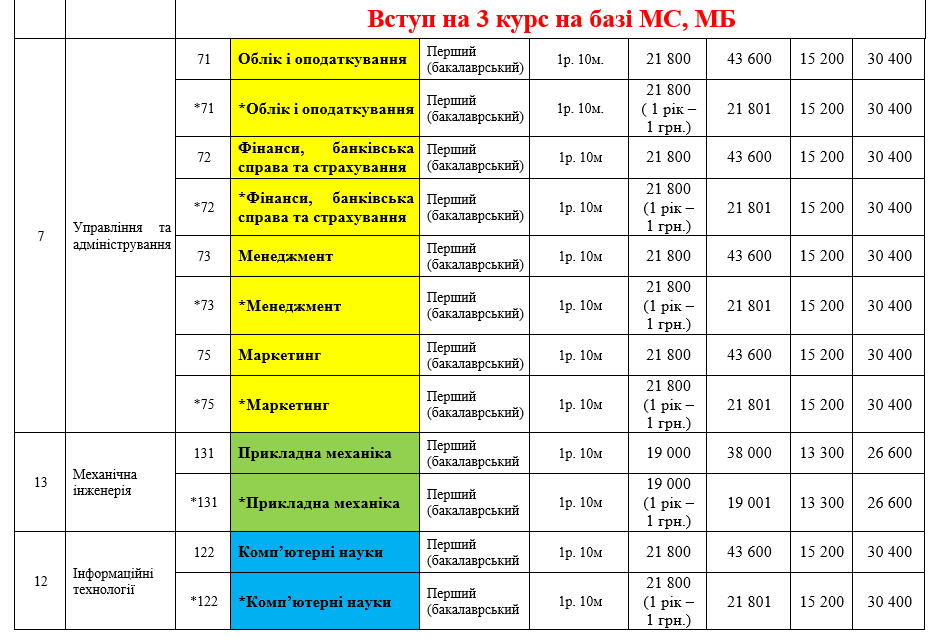 Вступ на 3 курс на базі МС, МБ
7
Управління та
адміністрування
71
Облік і оподаткування
Перший
(бакалаврський)
1р. 10м.
21 800
43 600
15 200
30 400
*71
*Облік і оподаткування
Перший
(бакалаврський)
1р. 10м.
21 800
( 1 рік –
1 грн.)
21 801
15 200
30 400
72
Фінанси, банківська
справа та страхування
Перший
(бакалаврський)
1р. 10м
21 800
43 600
15 200
30 400
*72
*Фінанси, банківська
справа та страхування
Перший
(бакалаврський)
1р. 10м
21 800
(1 рік –
1 грн.)
21 801
15 200
30 400
73
Менеджмент
Перший
(бакалаврський)
1р. 10м
21 800
43 600
15 200
30 400
*73
*Менеджмент
Перший
(бакалаврський)
1р. 10м
21 800
(1 рік –
1 грн.)
21 801
15 200
30 400
75
Маркетинг
Перший
(бакалаврський)
1р. 10м
21 800
43 600
15 200
30 400
*75
*Маркетинг
Перший
(бакалаврський)
1р. 10м
21 800
(1 рік –
1 грн.)
21 801
15 200
30 400
13
Механічна
інженерія
131
Прикладна механіка
Перший
(бакалаврський
1р. 10м
19 000
38 000
13 300
26 600
*131
*Прикладна механіка
Перший
(бакалаврський
1р. 10м
19 000
(1 рік –
1 грн.)
19 001
13 300
26 600
12
Інформаційні
технології
122
Комп’ютерні науки
Перший
(бакалаврський
1р. 10м
21 800
43 600
15 200
30 400
*122
*Комп’ютерні науки
Перший
(бакалаврський
1р. 10м
21 800
(1 рік –
1 грн.)
21 801
15 200
30 400